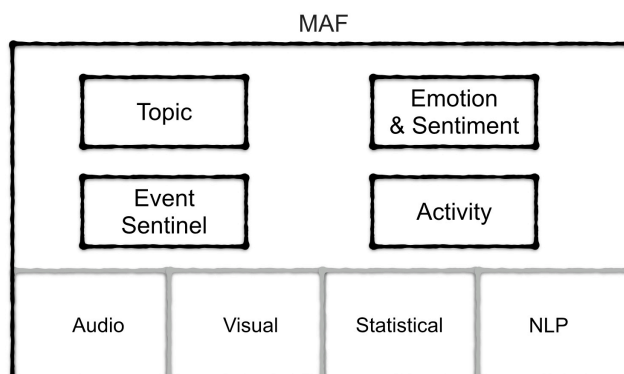 MAF
Topic
Emotion
& Sentiment
Event
Sentinel
Activity
Audio
Visual
Statistical
NLP